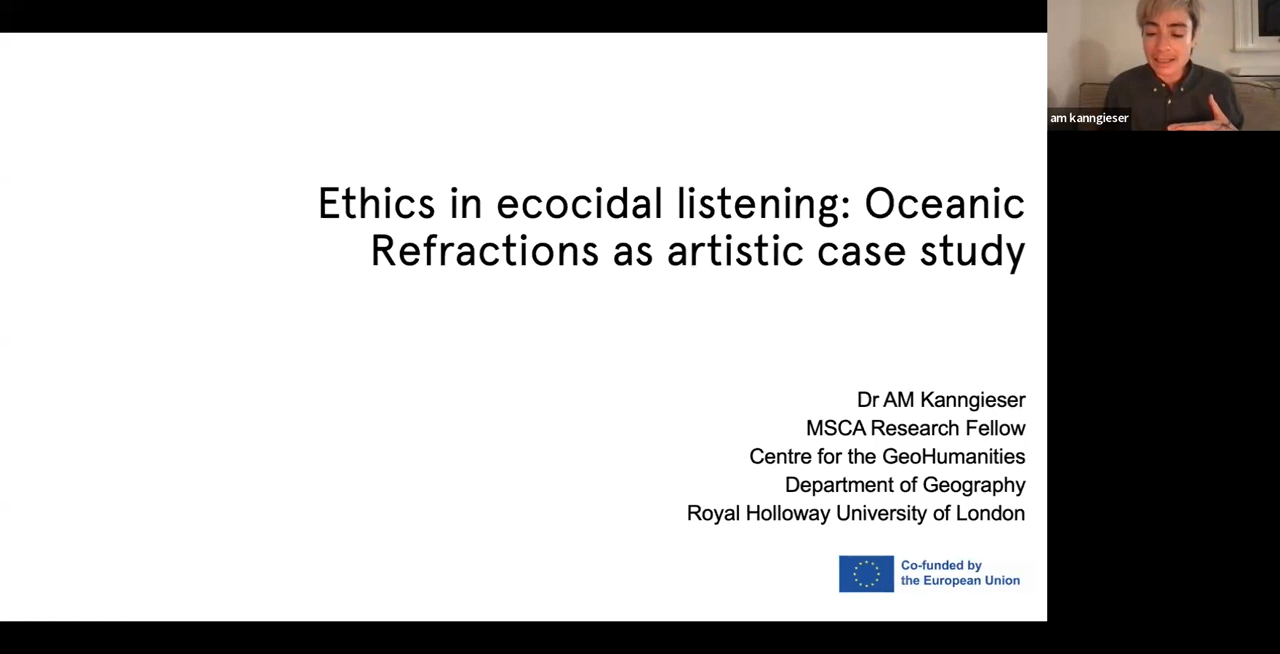 am kanngieser
Ethics in ecocidal listening: Oceanic
Refractions as artistic case study
Dr AM Kanngieser
MSCA Research Fellow
Centre for the GeoHumanities
Department of Geography
Royal Holloway University of London
Co-funded by
the European Union